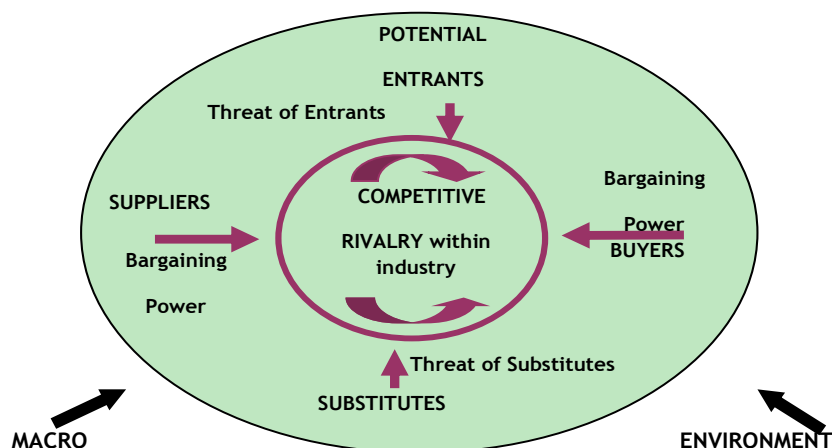 POTENTIAL
ENTRANTS
Threat of Entrants
COMPETITIVE
RIVALRY within
industry
SUPPLIERS
Bargaining
Power
Bargaining
Power
BUYERS
Threat of Substitutes
SUBSTITUTES
MACRO
ENVIRONMENT